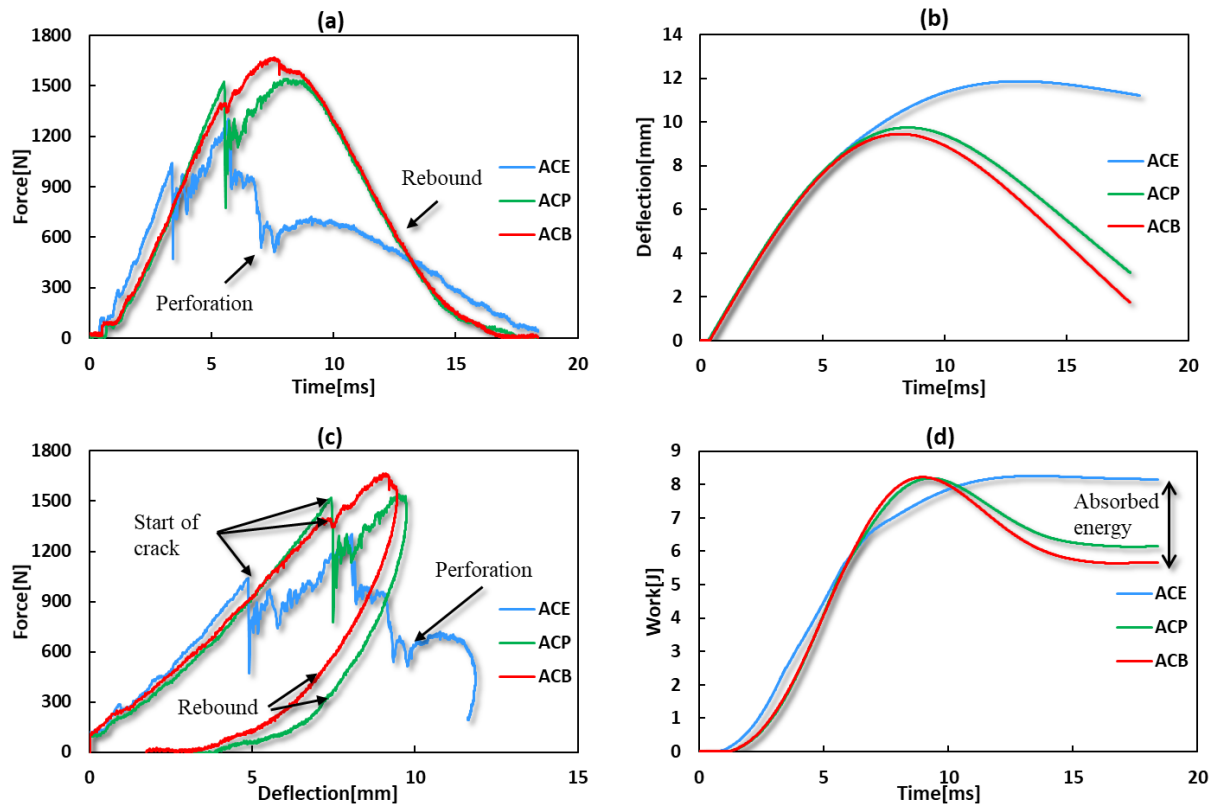 (a)
Force[N]
1800
1500
1200
900
600
300
0
0 5 10 15 20
Time[ms]
ACE
ACP
ACB
Rebound
Perforation
(b)
Deflection[mm]
14
12
10
8
6
4
2
0
0 5 10 15 20
Time[ms]
ACE
ACP
ACB
(c)
Force[N]
1800
1500
1200
900
600
300
0
0 5 10 15
Deflection[mm]
Start of
crack
Perforation
Rebound
ACE
ACP
ACB
(d)
Work[J]
9
8
7
6
5
4
3
2
1
0
0 5 10 15 20
Time[ms]
Absorbed
energy
ACE
ACP
ACB